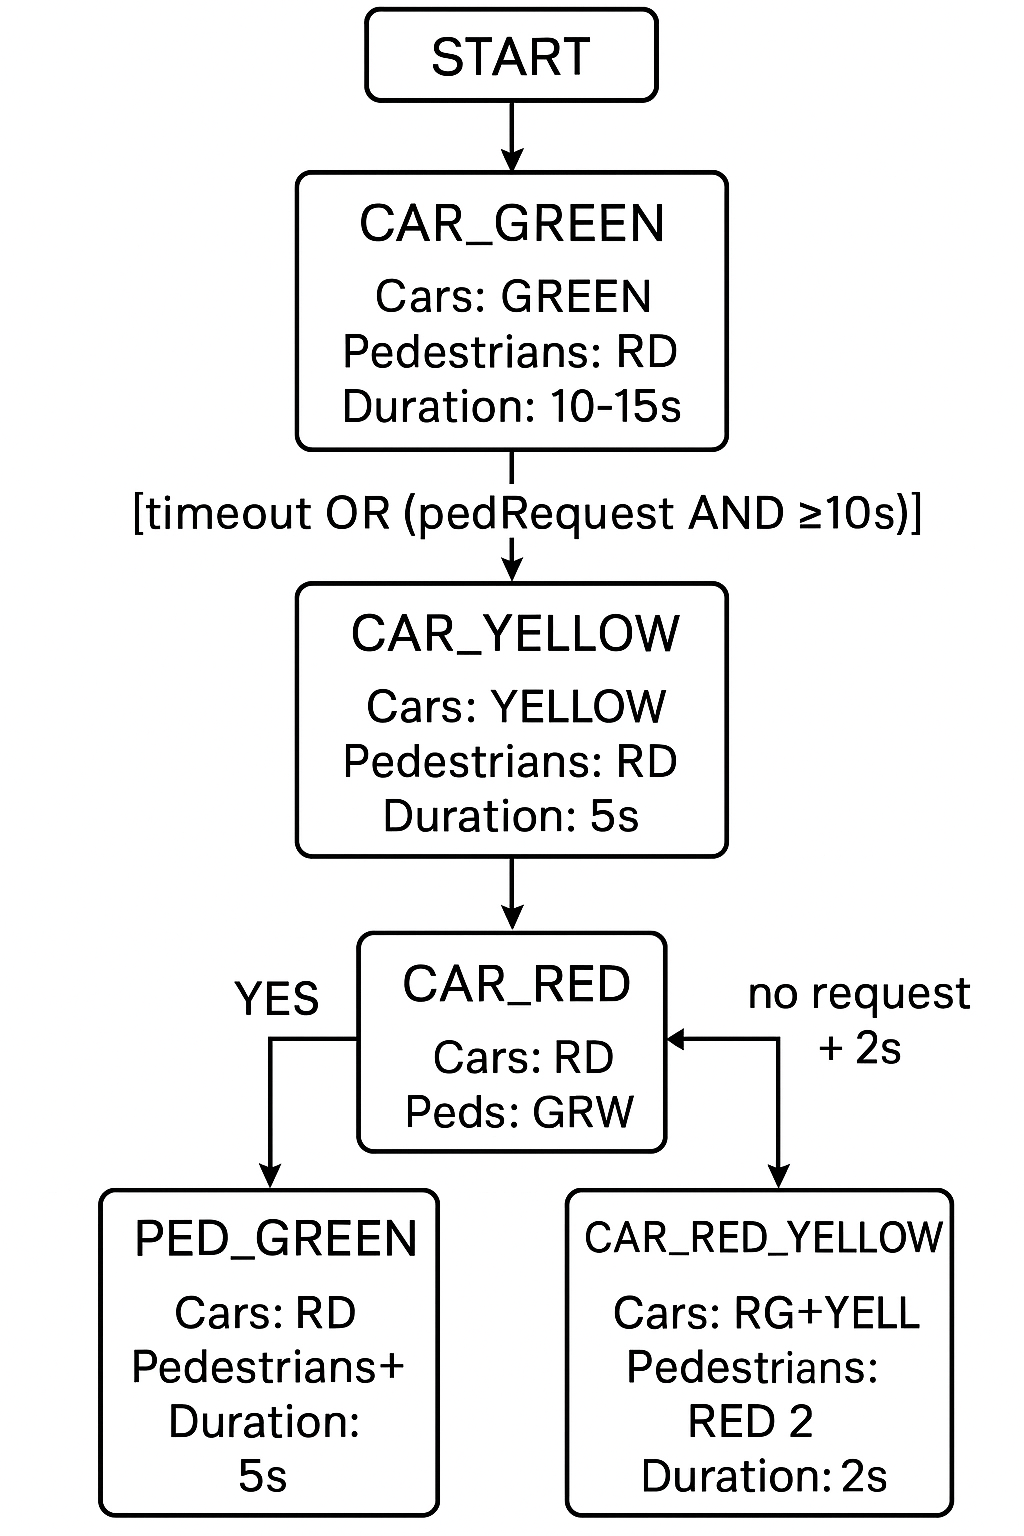 START
CAR_GREEN
Cars: GREEN
Pedestrians: RD
Duration: 10-15s
[timeout OR (pedRequest AND ≥10s)]
CAR_YELLOW
Cars: YELLOW
Pedestrians: RD
Duration: 5s
CAR_RED
Cars: RD
Peds: GRW
YES
no request
+ 2s
PED_GREEN
Cars: RD
Pedestrians+
Duration:
5s
CAR_RED_YELLOW
Cars: RG+YELL
Pedestrians:
RED 2
Duration: 2s